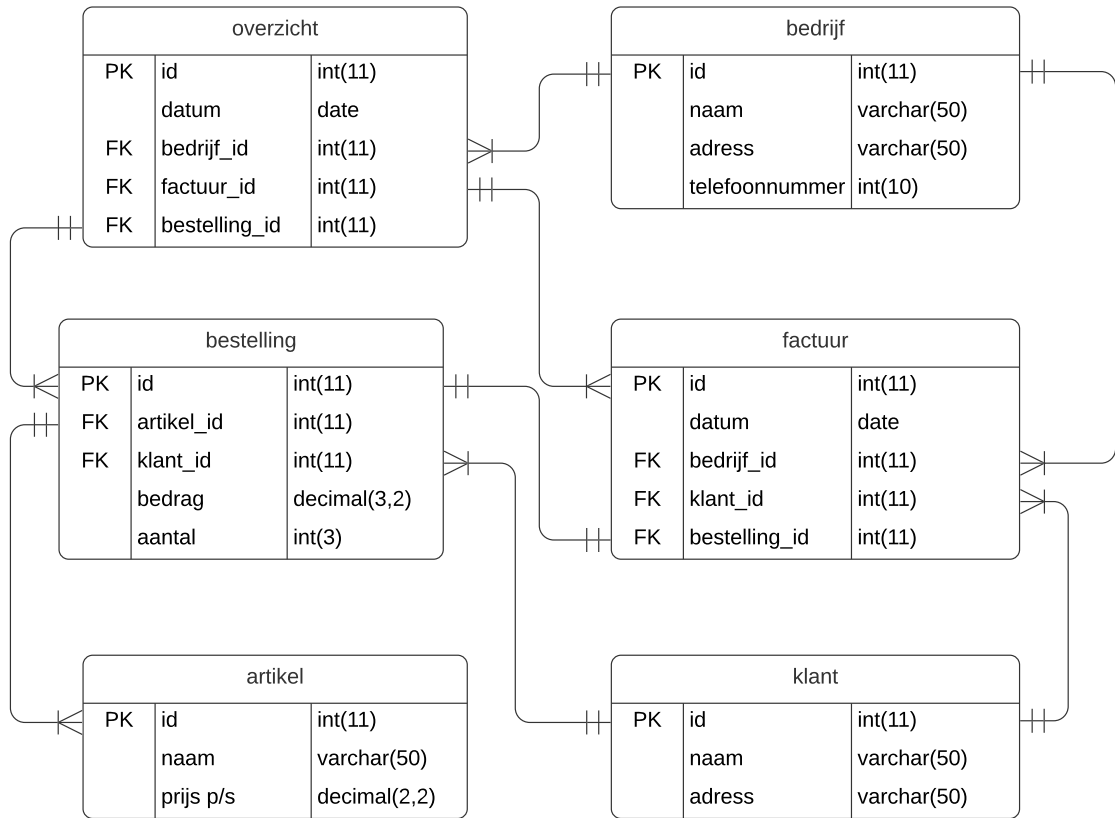 overzicht
PK id int(11)
datum date
FK bedrijf_id int(11)
FK factuur_id int(11)
FK bestelling_id int(11)
bedrijf
PK id int(11)
naam varchar(50)
adress varchar(50)
telefoonnummer int(10)
bestelling
PK id int(11)
FK artikel_id int(11)
FK klant_id int(11)
bedrag decimal(3,2)
aantal int(3)
factuur
PK id int(11)
datum date
FK bedrijf_id int(11)
FK klant_id int(11)
FK bestelling_id int(11)
artikel
PK id int(11)
naam varchar(50)
prijs p/s decimal(2,2)
klant
PK id int(11)
naam varchar(50)
adress varchar(50)